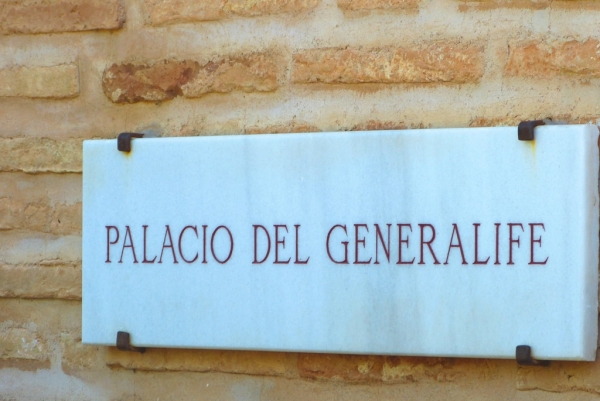 PALACIO DEL GENERALIFE